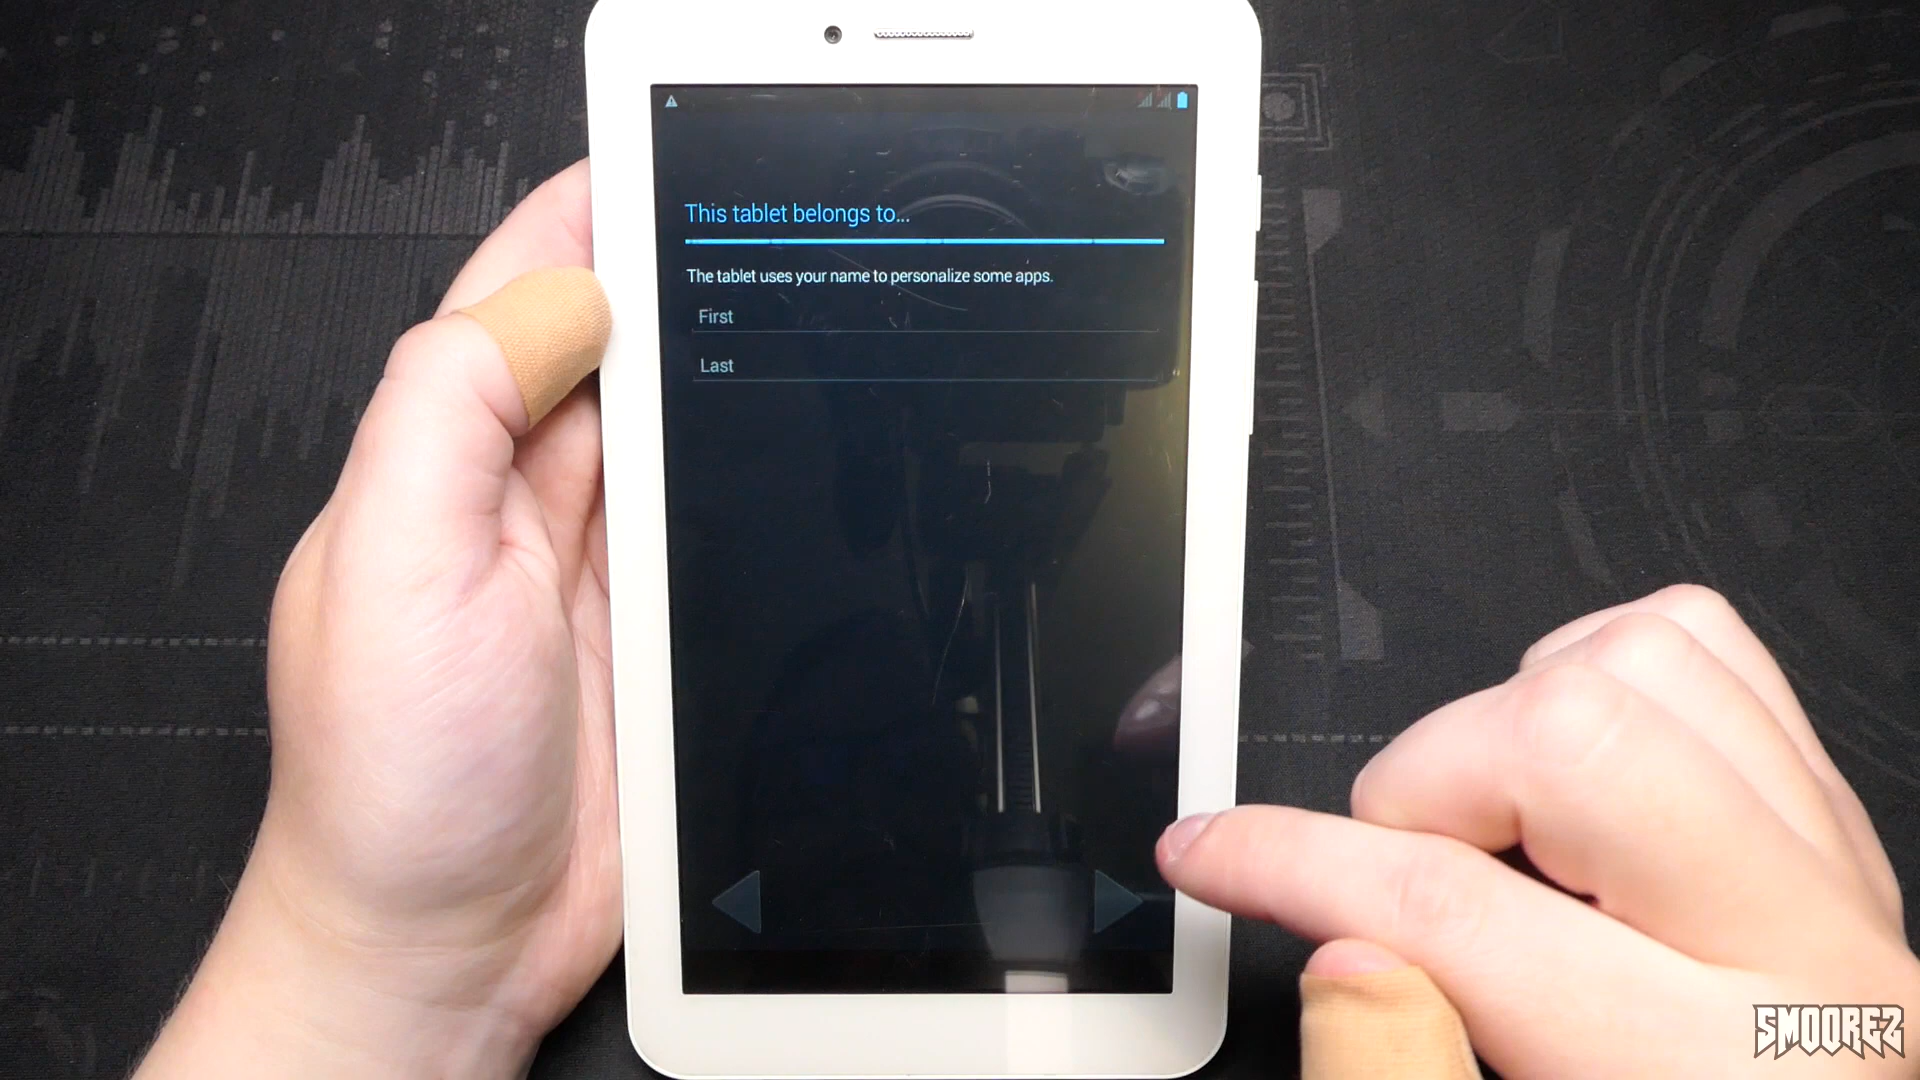 This tablet belongs to...
The tablet uses your name to personalize some apps.
First
Last
SMOOREZ